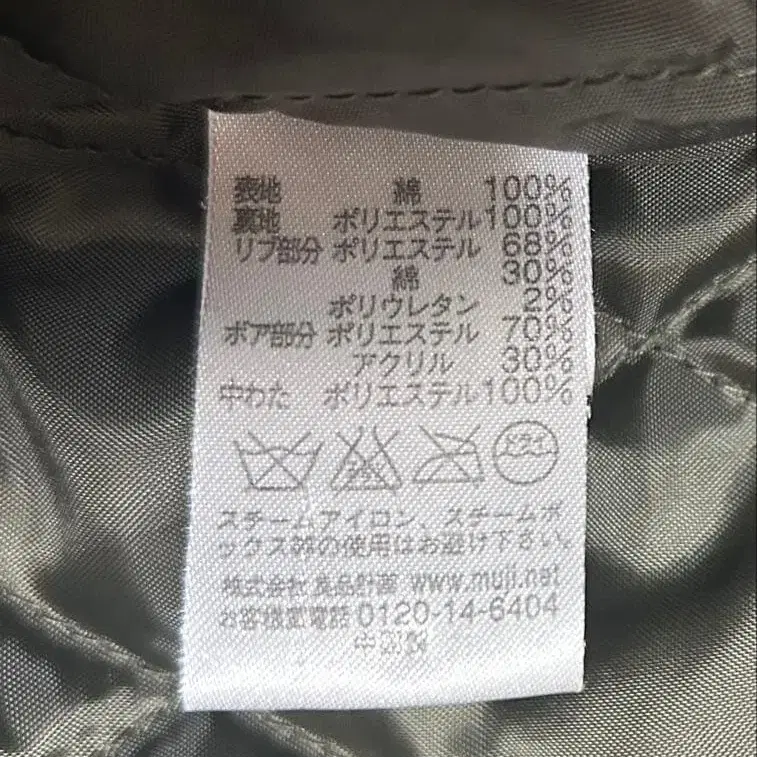 表地 綿 100%
裏地 ポリエステル100%
リブ部分 ポリエステル 68%
綿 30%
ポリウレタン 2%
ボア部分 ポリエステル 70%
アクリル 30%
中わた ポリエステル100%
ドライ
スチームアイロン、スチームボ
ックス等の使用はお避け下さい。
株式会社 良品計画 www.muji.net
お客様室電話 0120-14-6404